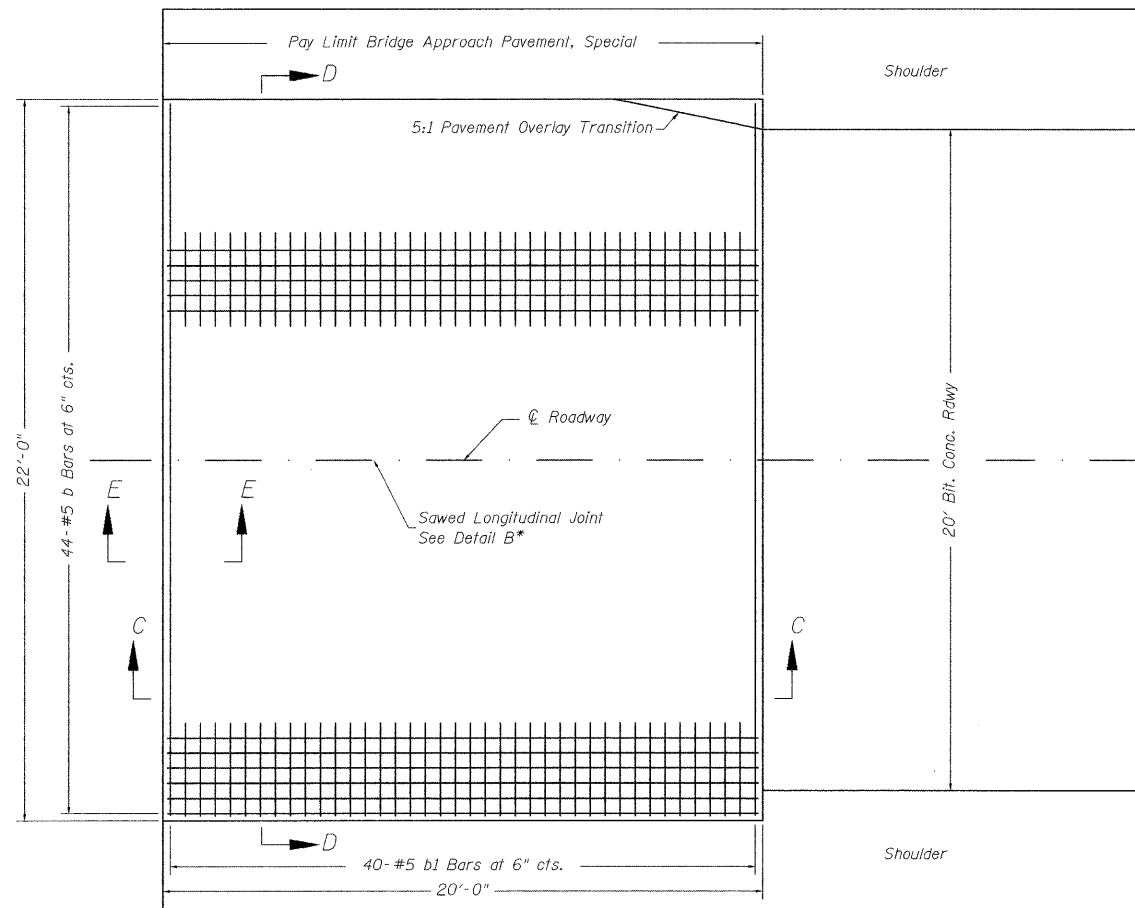 Pay Limit Bridge Approach Pavement, Special
Shoulder
D
5:1 Pavement Overlay Transition
22'-0"
44-#5 b Bars at 6" cts.
℄ Roadway
20' Bit. Conc. Rdwy
E
E
Sawed Longitudinal Joint
See Detail B*
C
C
D
40-#5 b1 Bars at 6" cts.
20'-0"
Shoulder